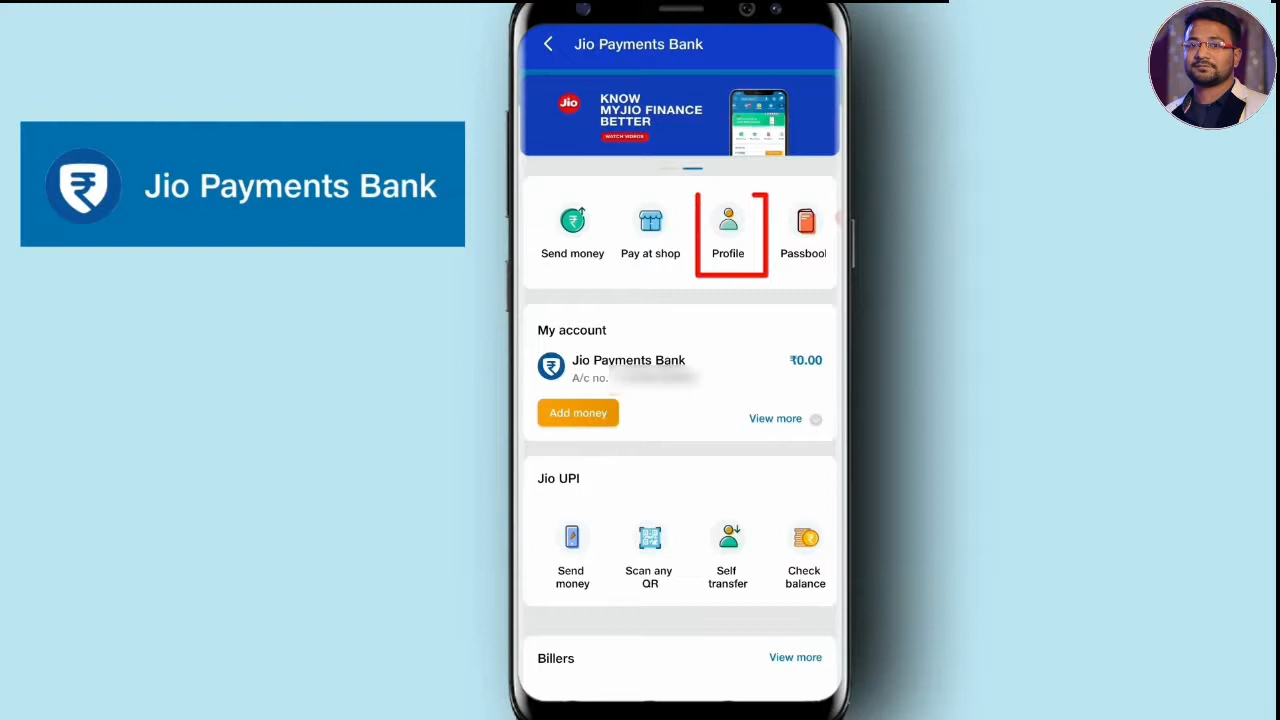 Jio Payments Bank
Jio Payments Bank
Jio
KNOW
MYJIO FINANCE
BETTER
WATCH VIDEOS
Send money
Pay at shop
Profile
Passbool
My account
Jio Payments Bank
₹0.00
A/c no.
Add money
View more
Jio UPI
Send
money
Scan any
QR
Self
transfer
Check
balance
Billers
View more